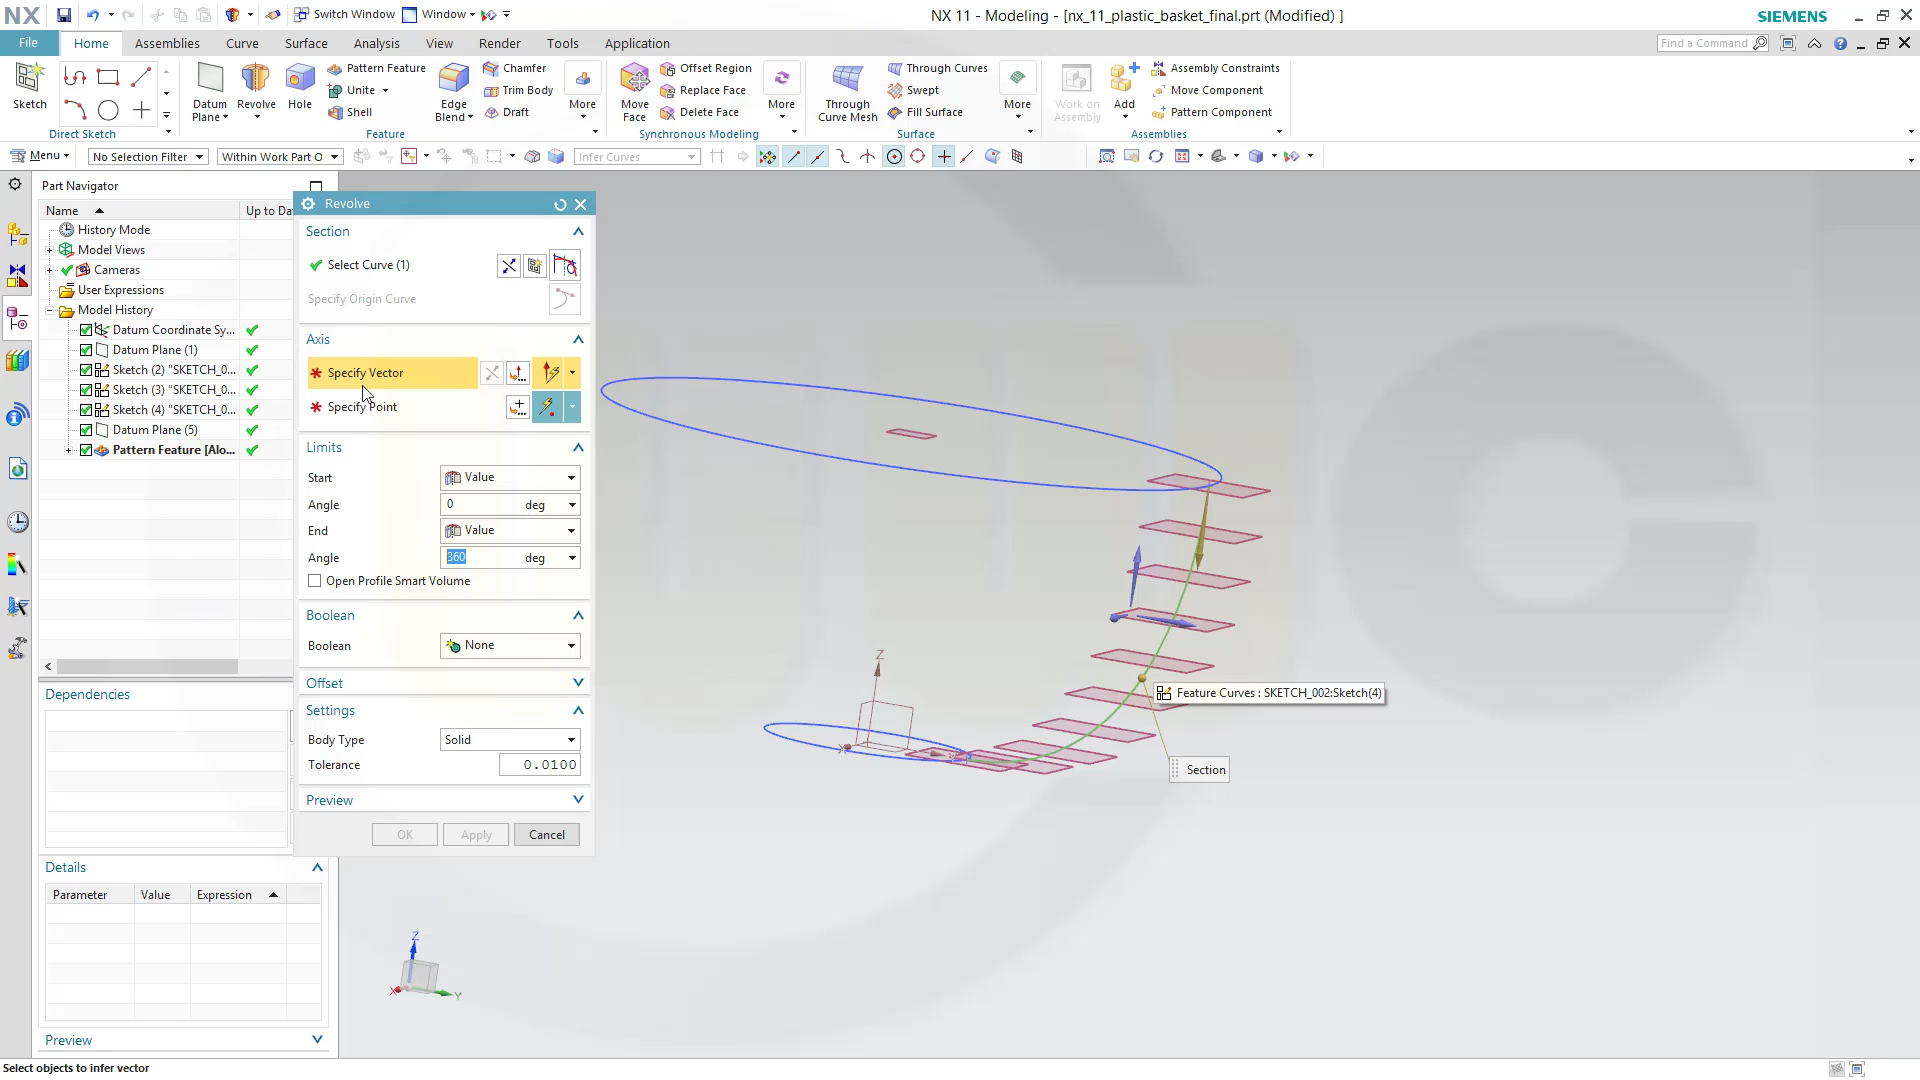 NX
Switch Window
Window
NX 11 - Modeling - [nx_11_plastic_basket_final.prt (Modified) ]
SIEMENS
File
Home
Assemblies
Curve
Surface
Analysis
View
Render
Tools
Application
Find a Command
Sketch
Direct Sketch
Datum
Plane
Revolve
Hole
Pattern Feature
Unite
Shell
Edge
Blend
Chamfer
Trim Body
Draft
More
Feature
Move
Face
Offset Region
Replace Face
Delete Face
More
Synchronous Modeling
Through
Curve Mesh
Through Curves
Swept
Fill Surface
More
Surface
Work on
Assembly
Add
Assembly Constraints
Move Component
Pattern Component
Assemblies
Menu
No Selection Filter
Within Work Part O
Infer Curves
Part Navigator
Name
Up to Da
History Mode
Model Views
Cameras
User Expressions
Model History
Datum Coordinate Sy...
Datum Plane (1)
Sketch (2) "SKETCH_0...
Sketch (3) "SKETCH_0...
Sketch (4) "SKETCH_0...
Datum Plane (5)
Pattern Feature [Alo...
Dependencies
Details
Parameter
Value
Expression
Preview
Revolve
Section
Select Curve (1)
Specify Origin Curve
Axis
Specify Vector
Specify Point
Limits
Start
Value
Angle
0
deg
End
Value
Angle
360
deg
Open Profile Smart Volume
Boolean
Boolean
None
Offset
Settings
Body Type
Solid
Tolerance
0.0100
Preview
OK
Apply
Cancel
Feature Curves : SKETCH_002:Sketch(4)
Section
Z
X
Z
X
Y
Select objects to infer vector